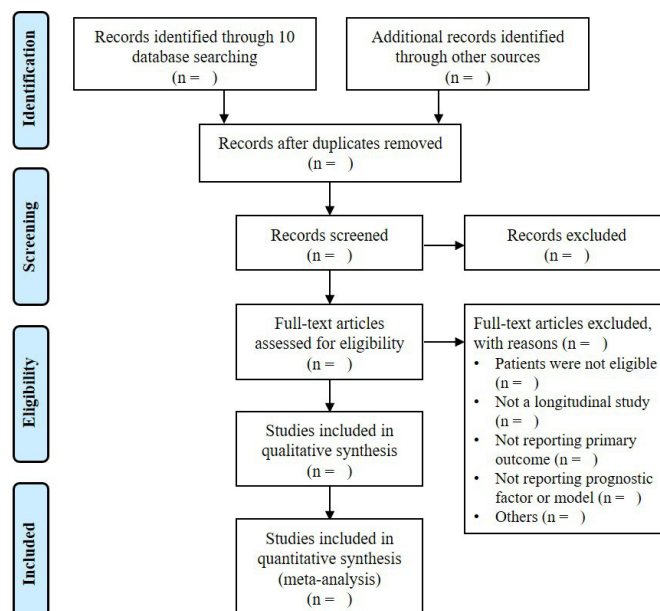 Identification
Records identified through 10
database searching
(n =   )
Additional records identified
through other sources
(n =   )
Records after duplicates removed
(n =   )
Screening
Records screened
(n =   )
Records excluded
(n =   )
Eligibility
Full-text articles
assessed for eligibility
(n =   )
Full-text articles excluded,
with reasons (n =   )
• Patients were not eligible
(n =   )
• Not a longitudinal study
(n =   )
• Not reporting primary
outcome (n =   )
• Not reporting prognostic
factor or model (n =   )
• Others (n =   )
Studies included in
qualitative synthesis
(n =   )
Included
Studies included in
quantitative synthesis
(meta-analysis)
(n =   )